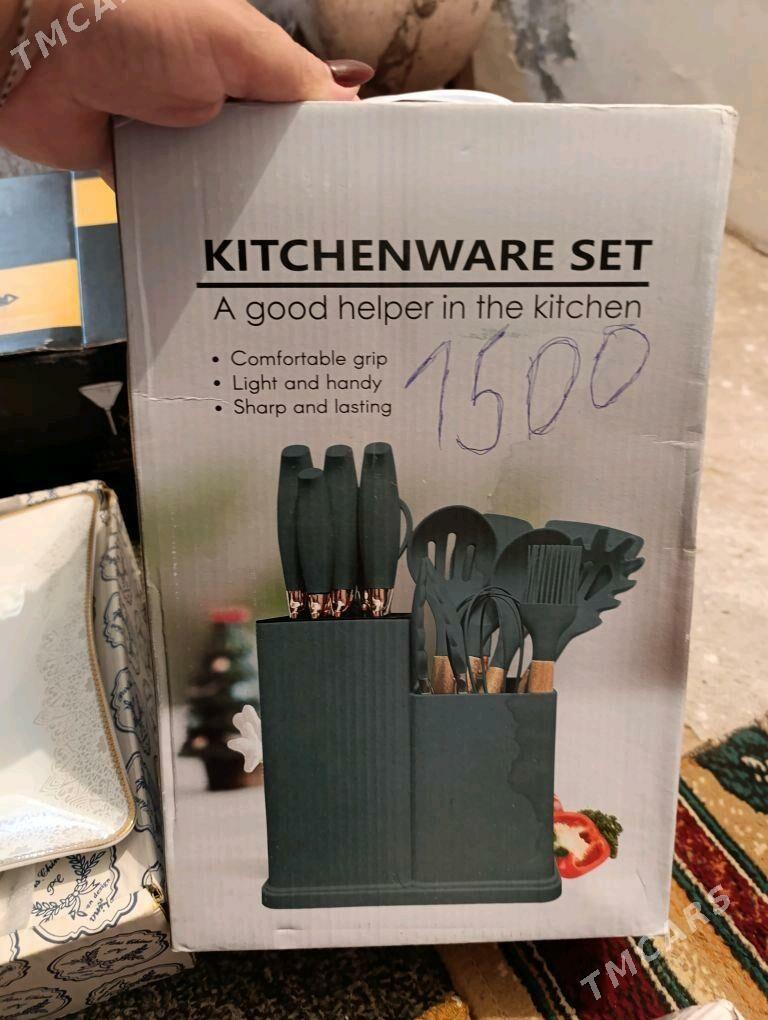 TMCARS
KITCHENWARE SET
A good helper in the kitchen
• Comfortable grip
• Light and handy
• Sharp and lasting
1500
TMCARS